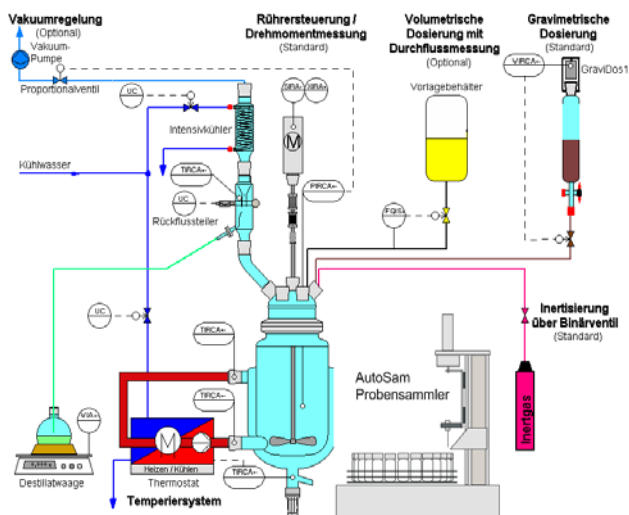 Vakuumregelung
(Optional)
Vakuum-
Pumpe
Proportionalventil
Rührersteuerung /
Drehmomentmessung
(Standard)
Volumetrische
Dosierung mit
Durchflussmessung
(Optional)
Vorlagebehälter
Gravimetrische
Dosierung
(Standard)
VIRCA+-
GraviDos1
UC
Intensivkühler
M
Kühlwasser
TIRCA+-
PIRCA+-
UC
Rückflussteiler
UC
TIRCA+-
TIRCA+-
Inertisierung
über Binärventil
(Standard)
AutoSam
Probensammler
Inertgas
M
VIA+-
Heizen / Kühlen
Thermostat
TIRCA+-
Destillatwaage
Temperiersystem